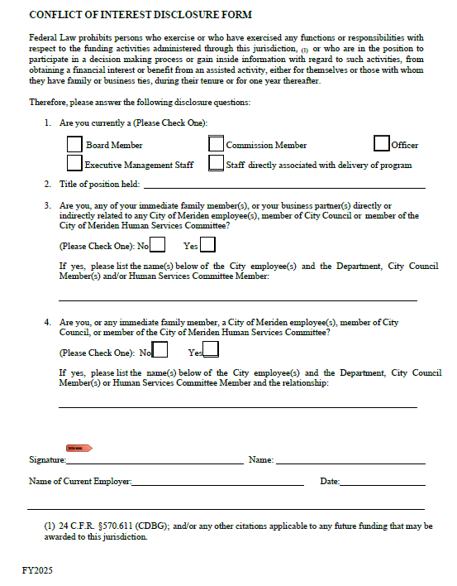 CONFLICT OF INTEREST DISCLOSURE FORM
Federal Law prohibits persons who exercise or who have exercised any functions or responsibilities with
respect to the funding activities administered through this jurisdiction, (1) or who are in the position to
participate in a decision making process or gain inside information with regard to such activities, from
obtaining a financial interest or benefit from an assisted activity, either for themselves or those with whom
they have family or business ties, during their tenure or for one year thereafter.
Therefore, please answer the following disclosure questions:
1. Are you currently a (Please Check One):
Board Member Commission Member Officer
Executive Management Staff Staff directly associated with delivery of program
2. Title of position held:
3. Are you, any of your immediate family member(s), or your business partner(s) directly or
indirectly related to any City of Meriden employee(s), member of City Council or member of the
City of Meriden Human Services Committee?
(Please Check One): No Yes
If yes, please list the name(s) below of the City employee(s) and the Department, City Council
Member(s) and/or Human Services Committee Member:
4. Are you, or any immediate family member, a City of Meriden employee(s), member of City
Council, or member of the City of Meriden Human Services Committee?
(Please Check One): No Yes
If yes, please list the name(s) below of the City employee(s) and the Department, City Council
Member(s) or Human Services Committee Member and the relationship:
Signature: Name:
Name of Current Employer: Date:
(1) 24 C.F.R. §570.611 (CDBG); and/or any other citations applicable to any future funding that may be
awarded to this jurisdiction.
FY2025